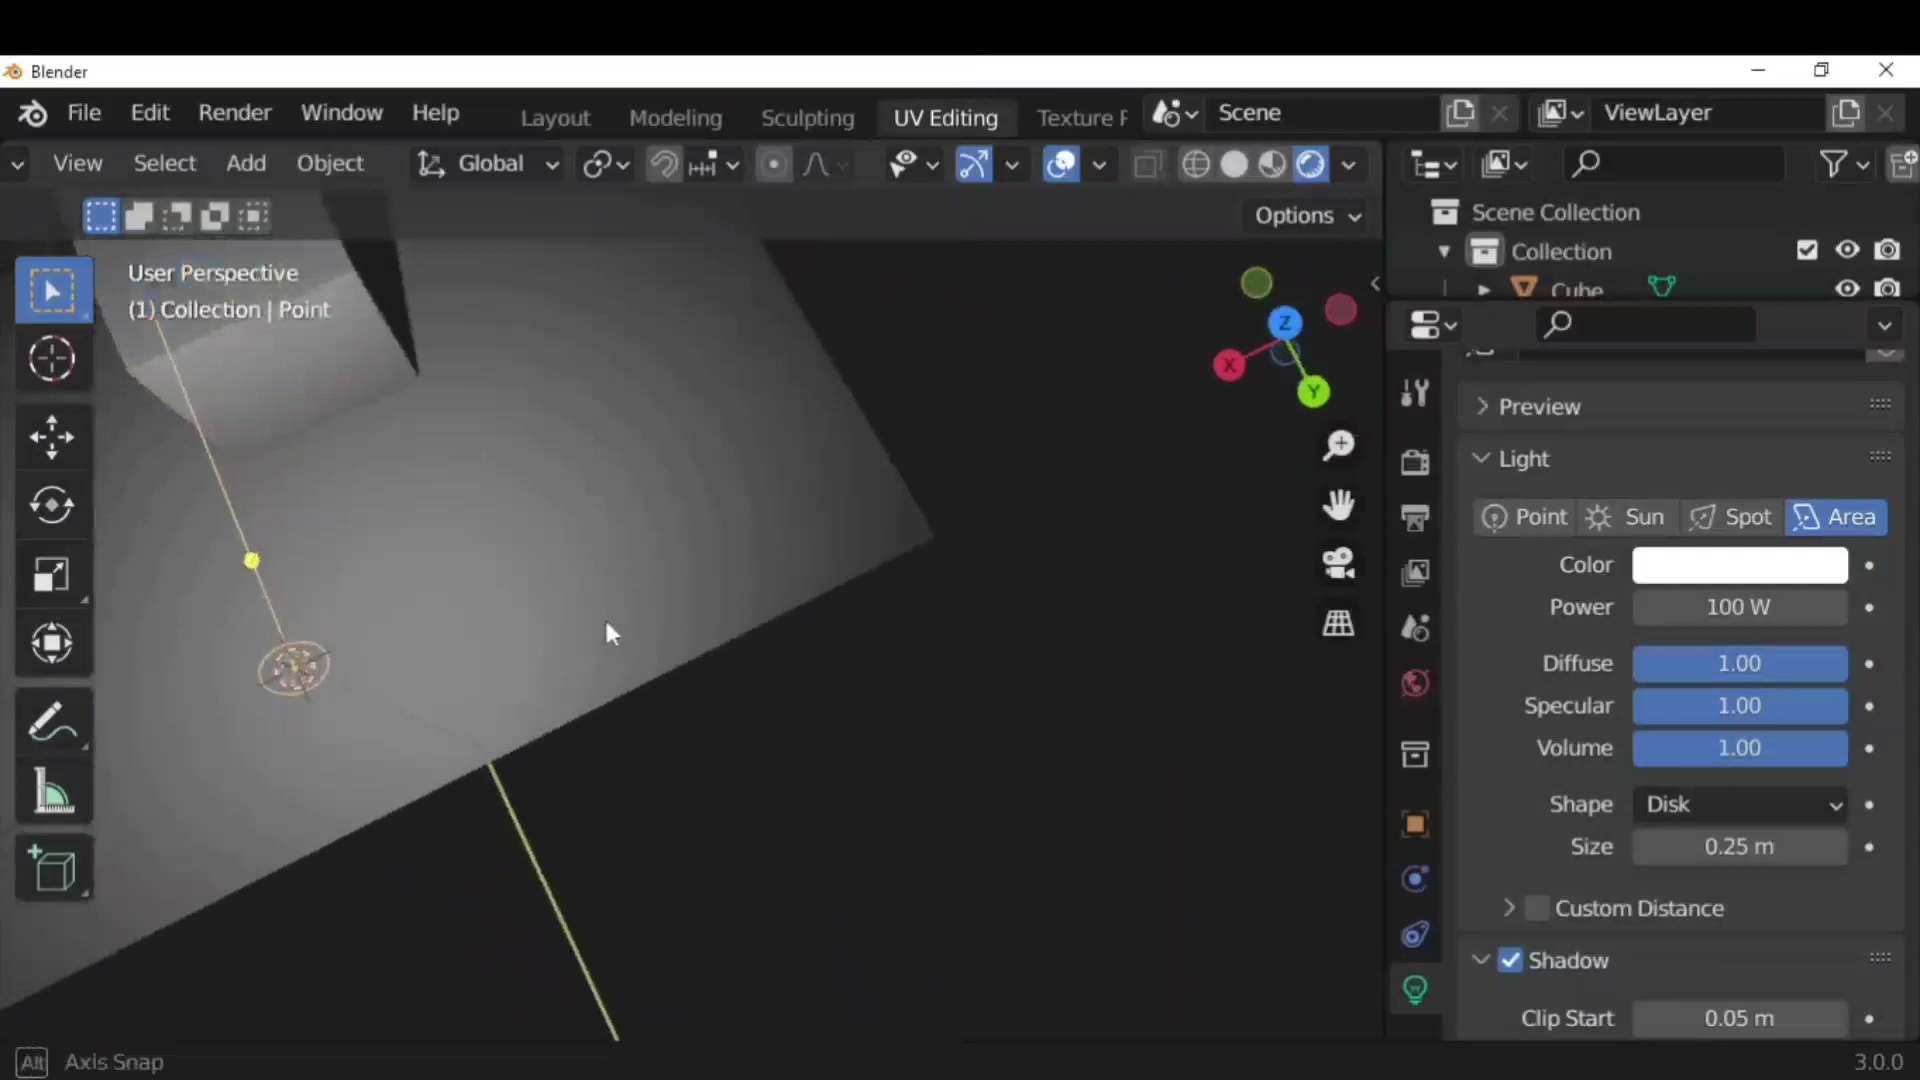 Blender
File Edit Render Window Help Layout Modeling Sculpting UV Editing Texture P Scene ViewLayer
View Select Add Object Global
Options
User Perspective
(1) Collection | Point
Z
X
Y
Scene Collection
Collection
Cube
Preview
Light
Point Sun Spot Area
Color
Power 100 W
Diffuse 1.00
Specular 1.00
Volume 1.00
Shape Disk
Size 0.25 m
Custom Distance
Shadow
Clip Start 0.05 m
Alt Axis Snap
3.0.0